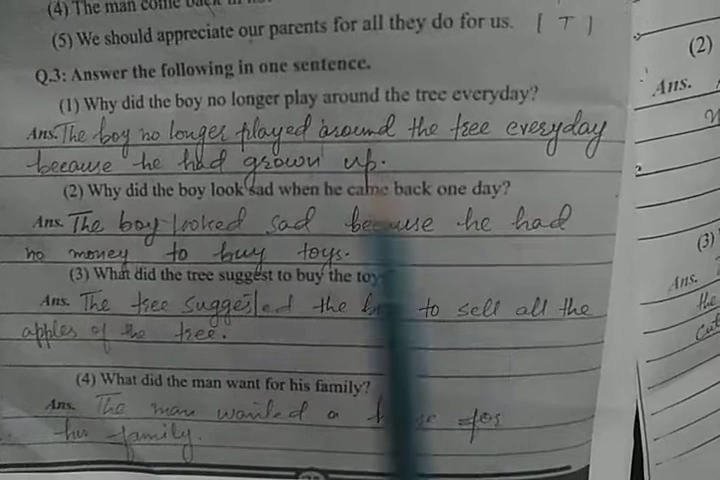 (4) The man come back
(5) We should appreciate our parents for all they do for us. [ T ]
Q.3: Answer the following in one sentence.
(1) Why did the boy no longer play around the tree everyday?
Ans. The boy no longer played around the tree everyday
because he had grown up.
(2) Why did the boy look sad when he came back one day?
Ans. The boy looked sad because he had
no money to buy toys.
(3) What did the tree suggest to buy the
Ans. The tree suggested the to sell all the
apples of the tree.
(4) What did the man want for his family?
Ans. The man wanted a for
his family.
(2)
Ans.
(3)
Ans.
the